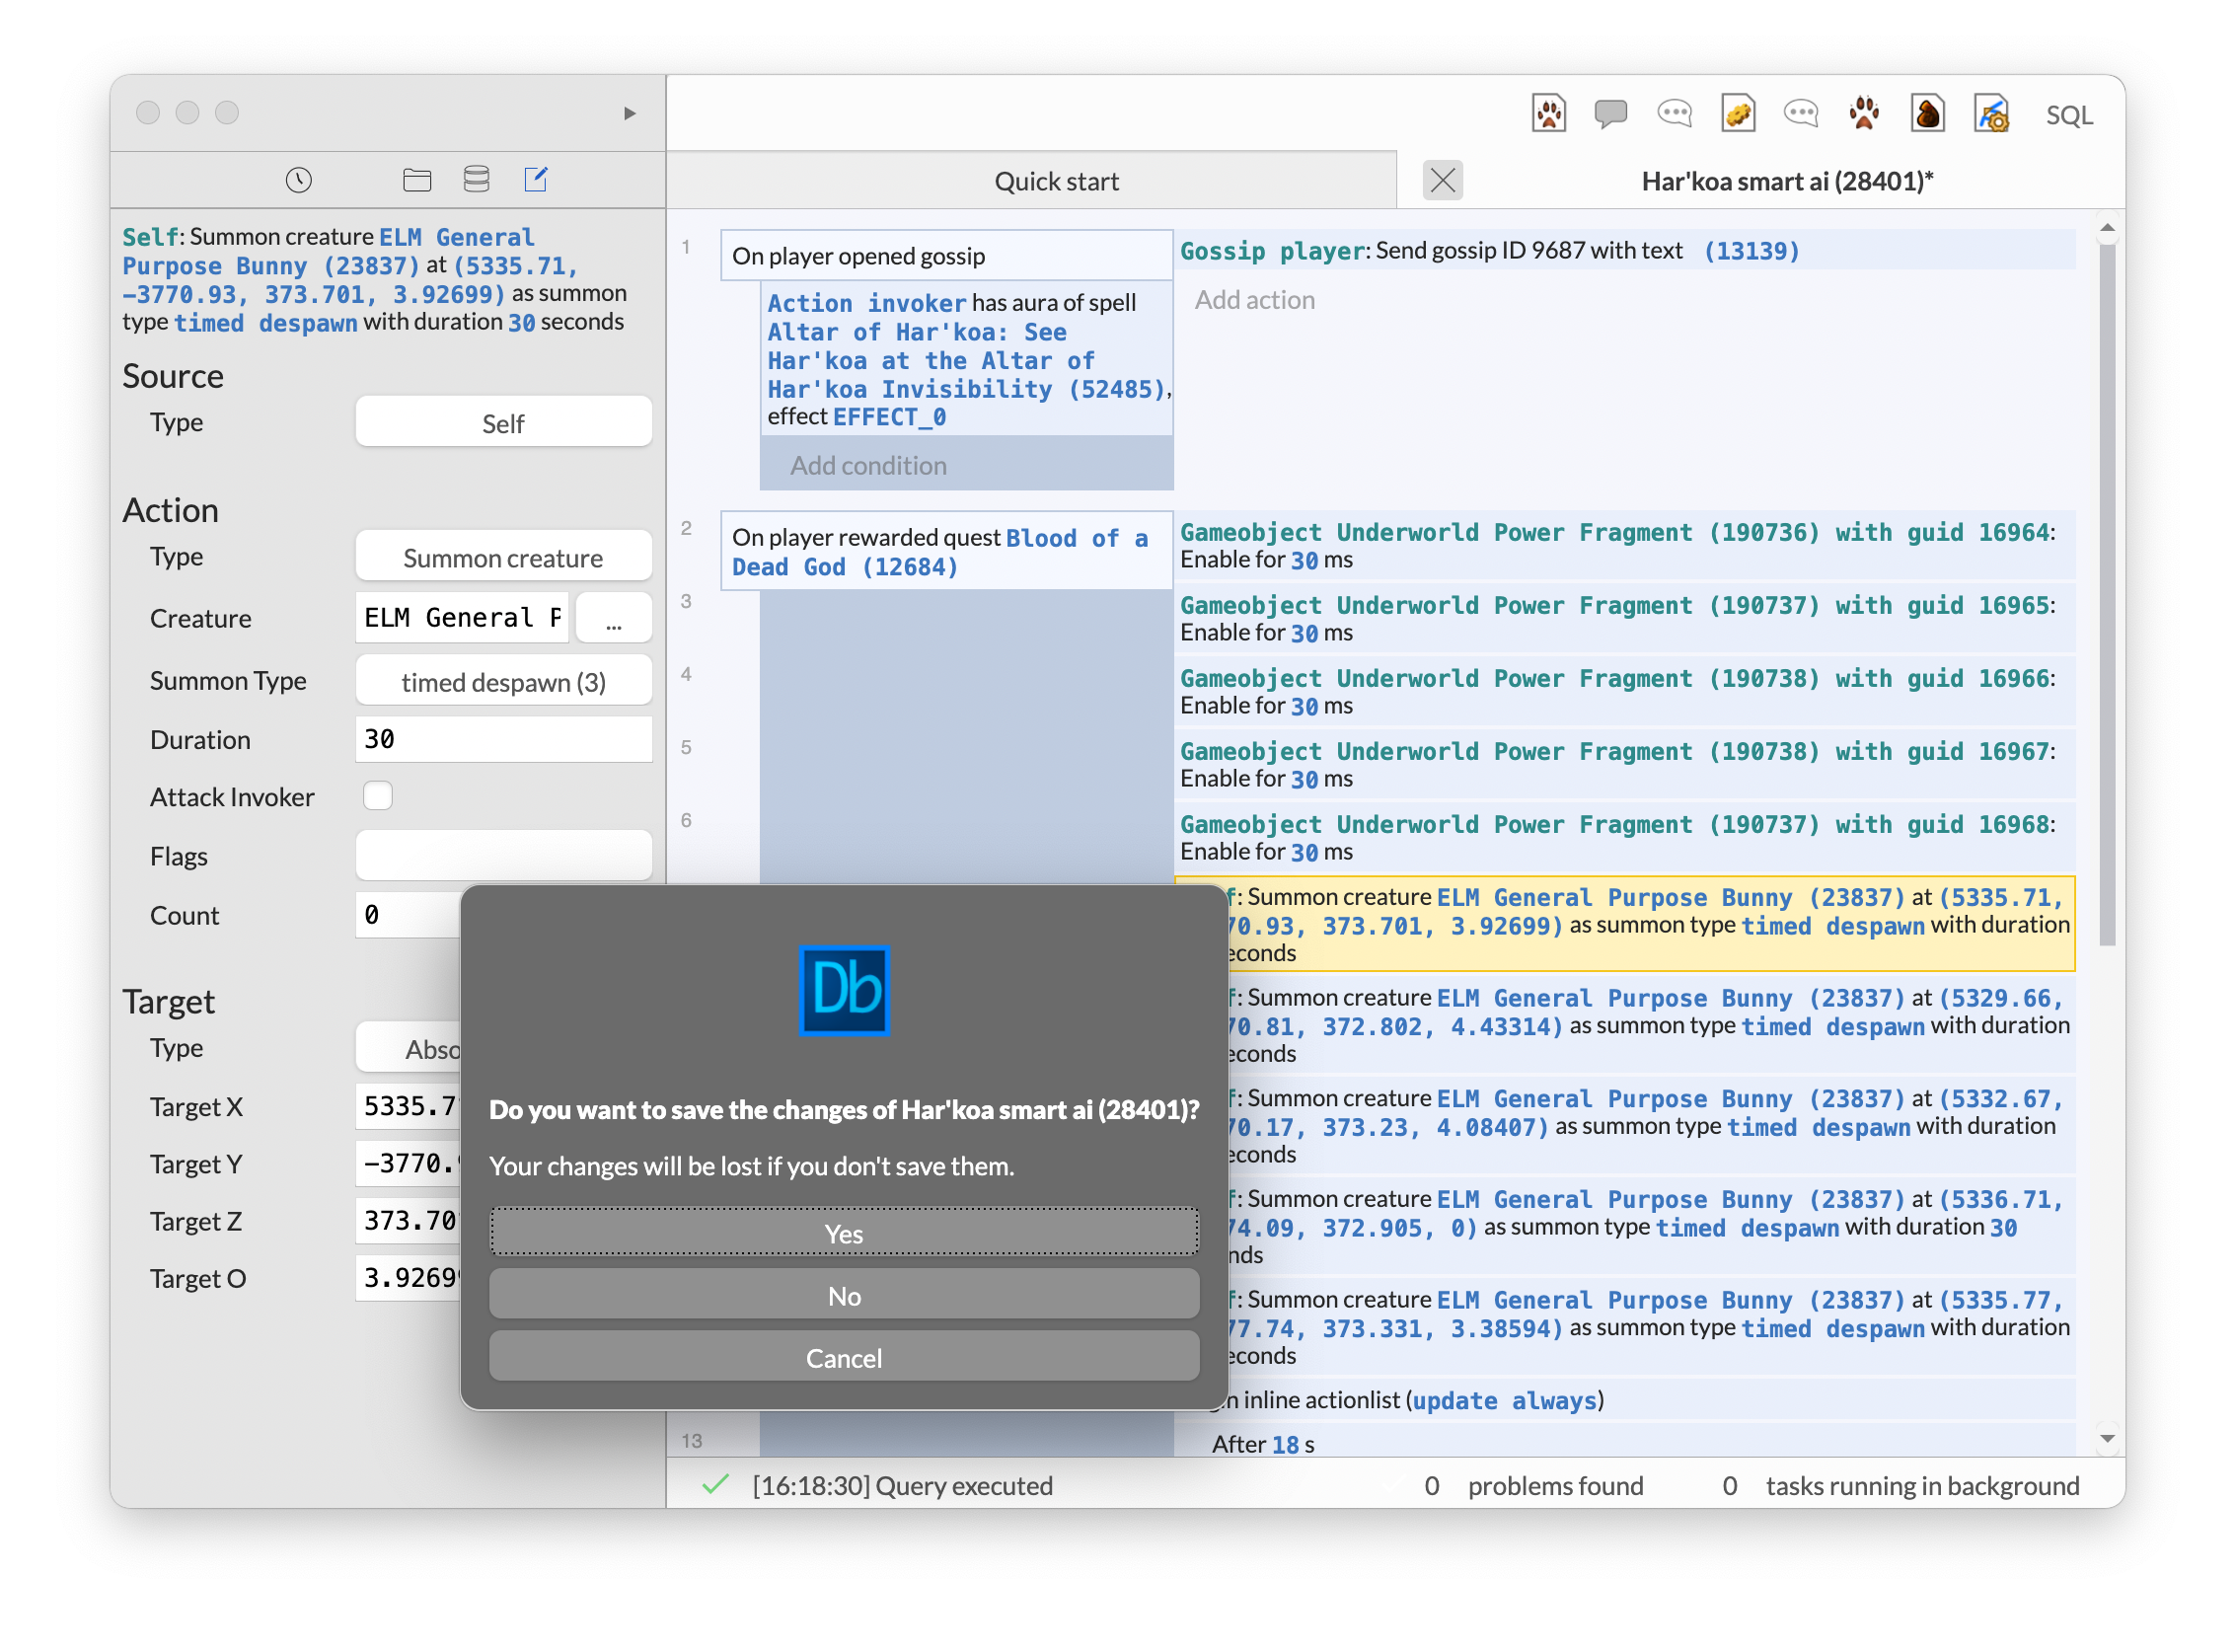 SQL
Quick start
Har'koa smart ai (28401)*
Self: Summon creature ELM General
Purpose Bunny (23837) at (5335.71,
-3770.93, 373.701, 3.92699) as summon
type timed despawn with duration 30 seconds
Source
Type
Self
Action
Type
Summon creature
Creature
ELM General P
...
Summon Type
timed despawn (3)
Duration
30
Attack Invoker
Flags
Count
0
Target
Type
Abso
Target X
5335.7
Target Y
-3770.
Target Z
373.70
Target O
3.9269
1
On player opened gossip
Action invoker has aura of spell
Altar of Har'koa: See
Har'koa at the Altar of
Har'koa Invisibility (52485),
effect EFFECT_0
Add condition
Gossip player: Send gossip ID 9687 with text (13139)
Add action
2
On player rewarded quest Blood of a
Dead God (12684)
Gameobject Underworld Power Fragment (190736) with guid 16964:
Enable for 30 ms
3
Gameobject Underworld Power Fragment (190737) with guid 16965:
Enable for 30 ms
4
Gameobject Underworld Power Fragment (190738) with guid 16966:
Enable for 30 ms
5
Gameobject Underworld Power Fragment (190738) with guid 16967:
Enable for 30 ms
6
Gameobject Underworld Power Fragment (190737) with guid 16968:
Enable for 30 ms
f: Summon creature ELM General Purpose Bunny (23837) at (5335.71,
70.93, 373.701, 3.92699) as summon type timed despawn with duration
econds
f: Summon creature ELM General Purpose Bunny (23837) at (5329.66,
70.81, 372.802, 4.43314) as summon type timed despawn with duration
econds
f: Summon creature ELM General Purpose Bunny (23837) at (5332.67,
70.17, 373.23, 4.08407) as summon type timed despawn with duration
econds
f: Summon creature ELM General Purpose Bunny (23837) at (5336.71,
74.09, 372.905, 0) as summon type timed despawn with duration 30
nds
f: Summon creature ELM General Purpose Bunny (23837) at (5335.77,
77.74, 373.331, 3.38594) as summon type timed despawn with duration
econds
n inline actionlist (update always)
13
After 18 s
Db
Do you want to save the changes of Har'koa smart ai (28401)?
Your changes will be lost if you don't save them.
Yes
No
Cancel
[16:18:30] Query executed
0 problems found
0 tasks running in background